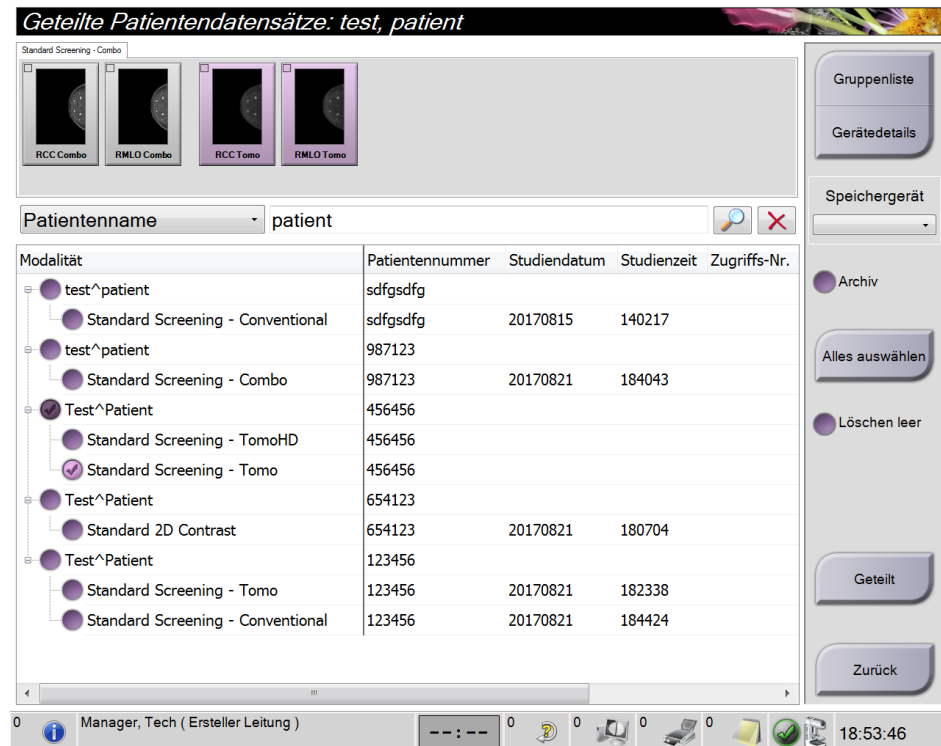 Geteilte Patientendatensätze: test, patient
Standard Screening - Combo
RCC Combo RMLO Combo RCC Tomo RMLO Tomo
Gruppenliste
Gerätedetails
Speichergerät
Patientenname patient
Modalität Patientennummer Studiendatum Studienzeit Zugriffs-Nr.
test^patient sdfgsdfg
Standard Screening - Conventional sdfgsdfg 20170815 140217
test^patient 987123
Standard Screening - Combo 987123 20170821 184043
Test^Patient 456456
Standard Screening - TomoHD 456456
Standard Screening - Tomo 456456
Test^Patient 654123
Standard 2D Contrast 654123 20170821 180704
Test^Patient 123456
Standard Screening - Tomo 123456 20170821 182338
Standard Screening - Conventional 123456 20170821 184424
Archiv
Alles auswählen
Löschen leer
Geteilt
Zurück
0 Manager, Tech ( Ersteller Leitung ) --:-- 0 0 0 0 18:53:46